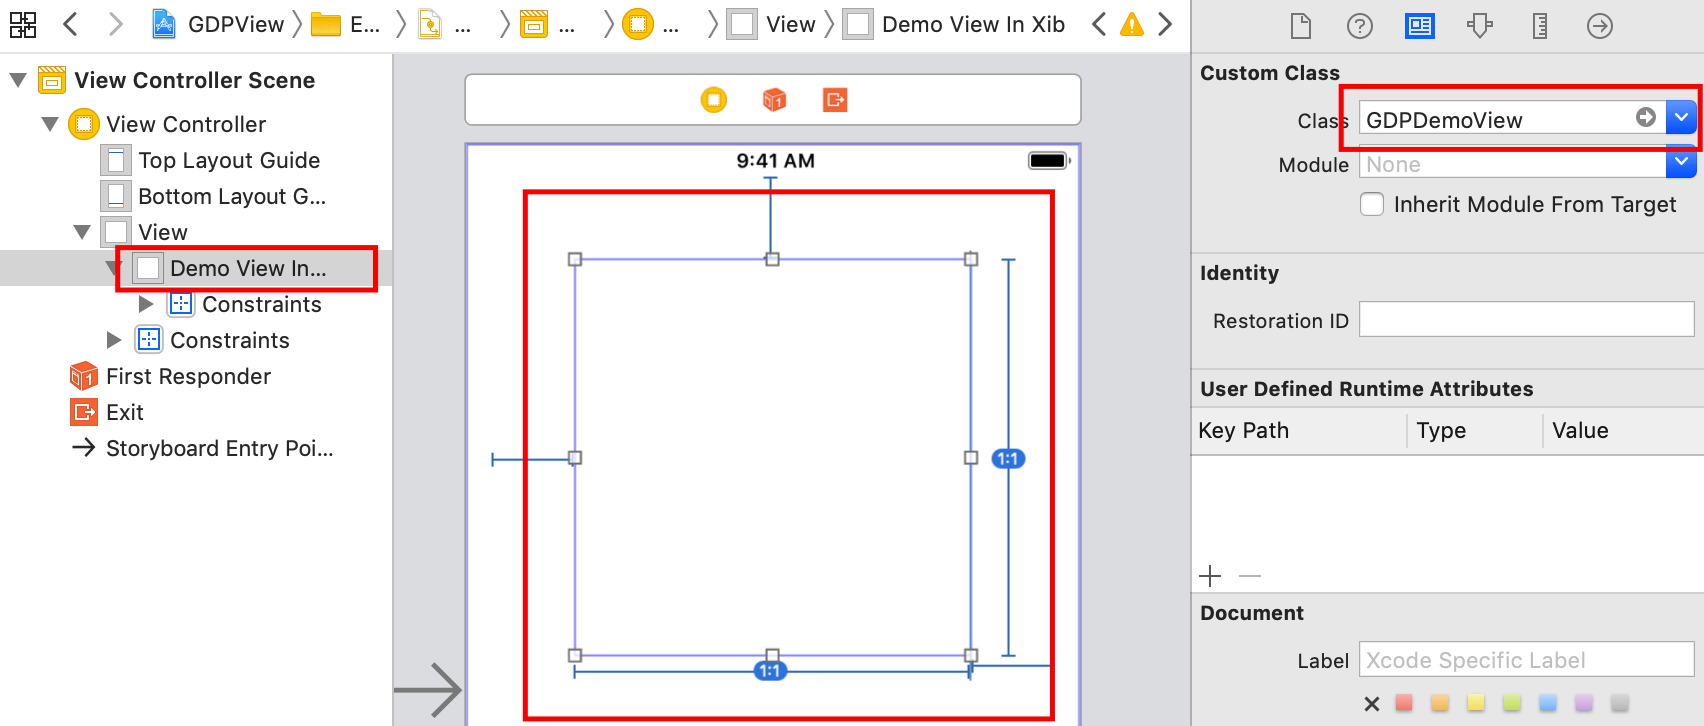 GDPView E... ... ... ... View Demo View In Xib
View Controller Scene
View Controller
Top Layout Guide
Bottom Layout G...
View
Demo View In...
Constraints
Constraints
First Responder
Exit
Storyboard Entry Poi...
1
9:41 AM
1:1
1:1
Custom Class
Class GDPDemoView
Module None
Inherit Module From Target
Identity
Restoration ID
User Defined Runtime Attributes
Key Path Type Value
Document
Label Xcode Specific Label